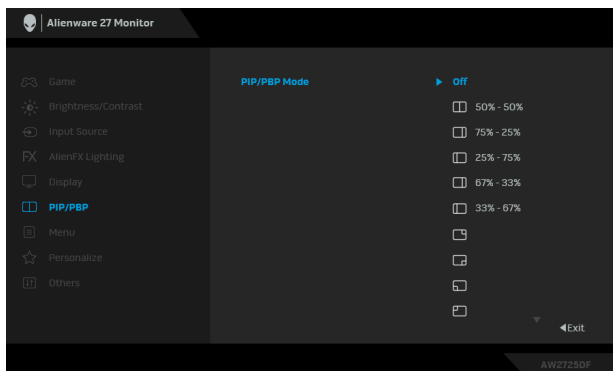 Alienware 27 Monitor
Game
PIP/PBP Mode
Off
Brightness/Contrast
50% - 50%
Input Source
75% - 25%
FX AlienFX Lighting
25% - 75%
Display
67% - 33%
PIP/PBP
33% - 67%
Menu
Personalize
Others
Exit
AW2725DF